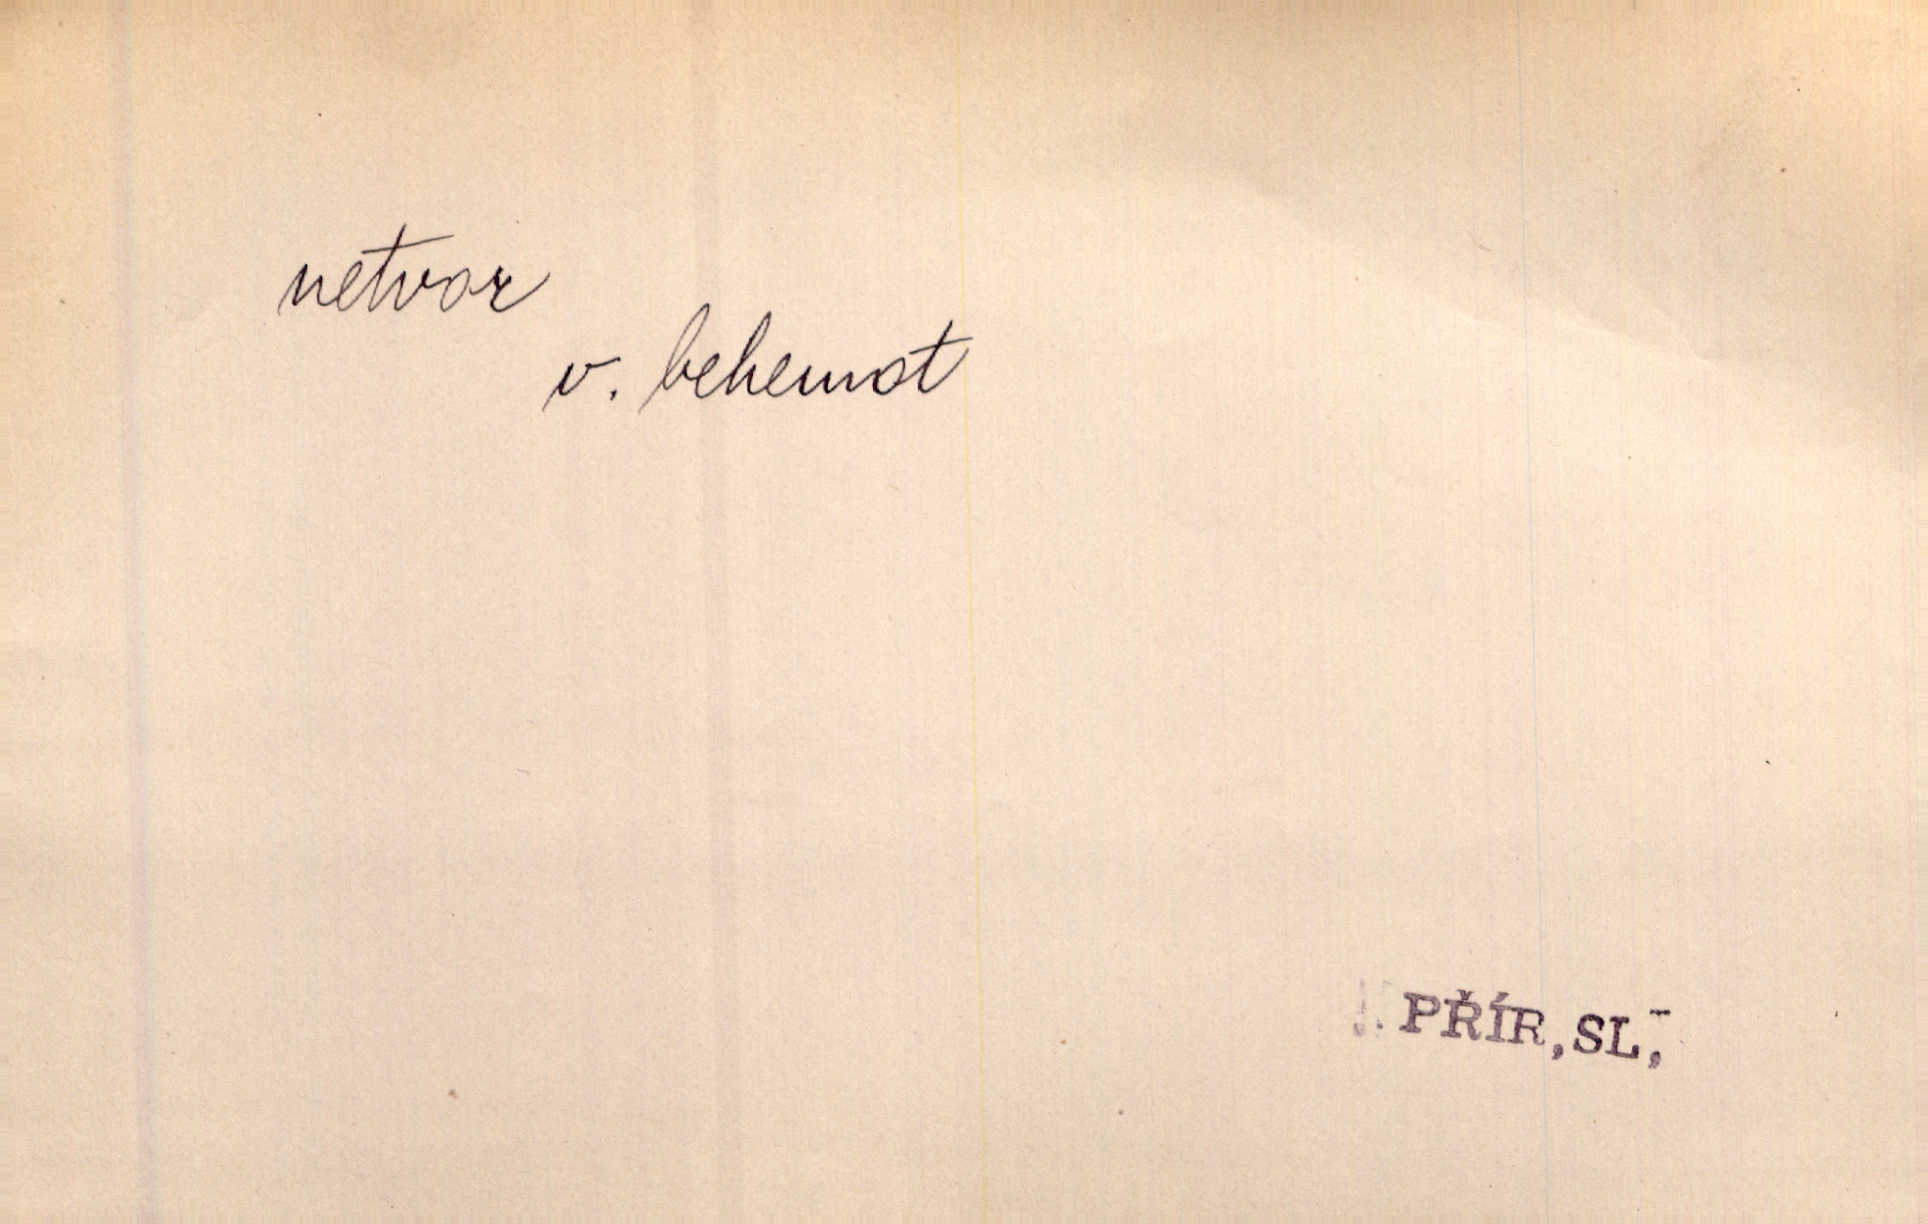 netvor
v. behemot
PŘÍR,SL,